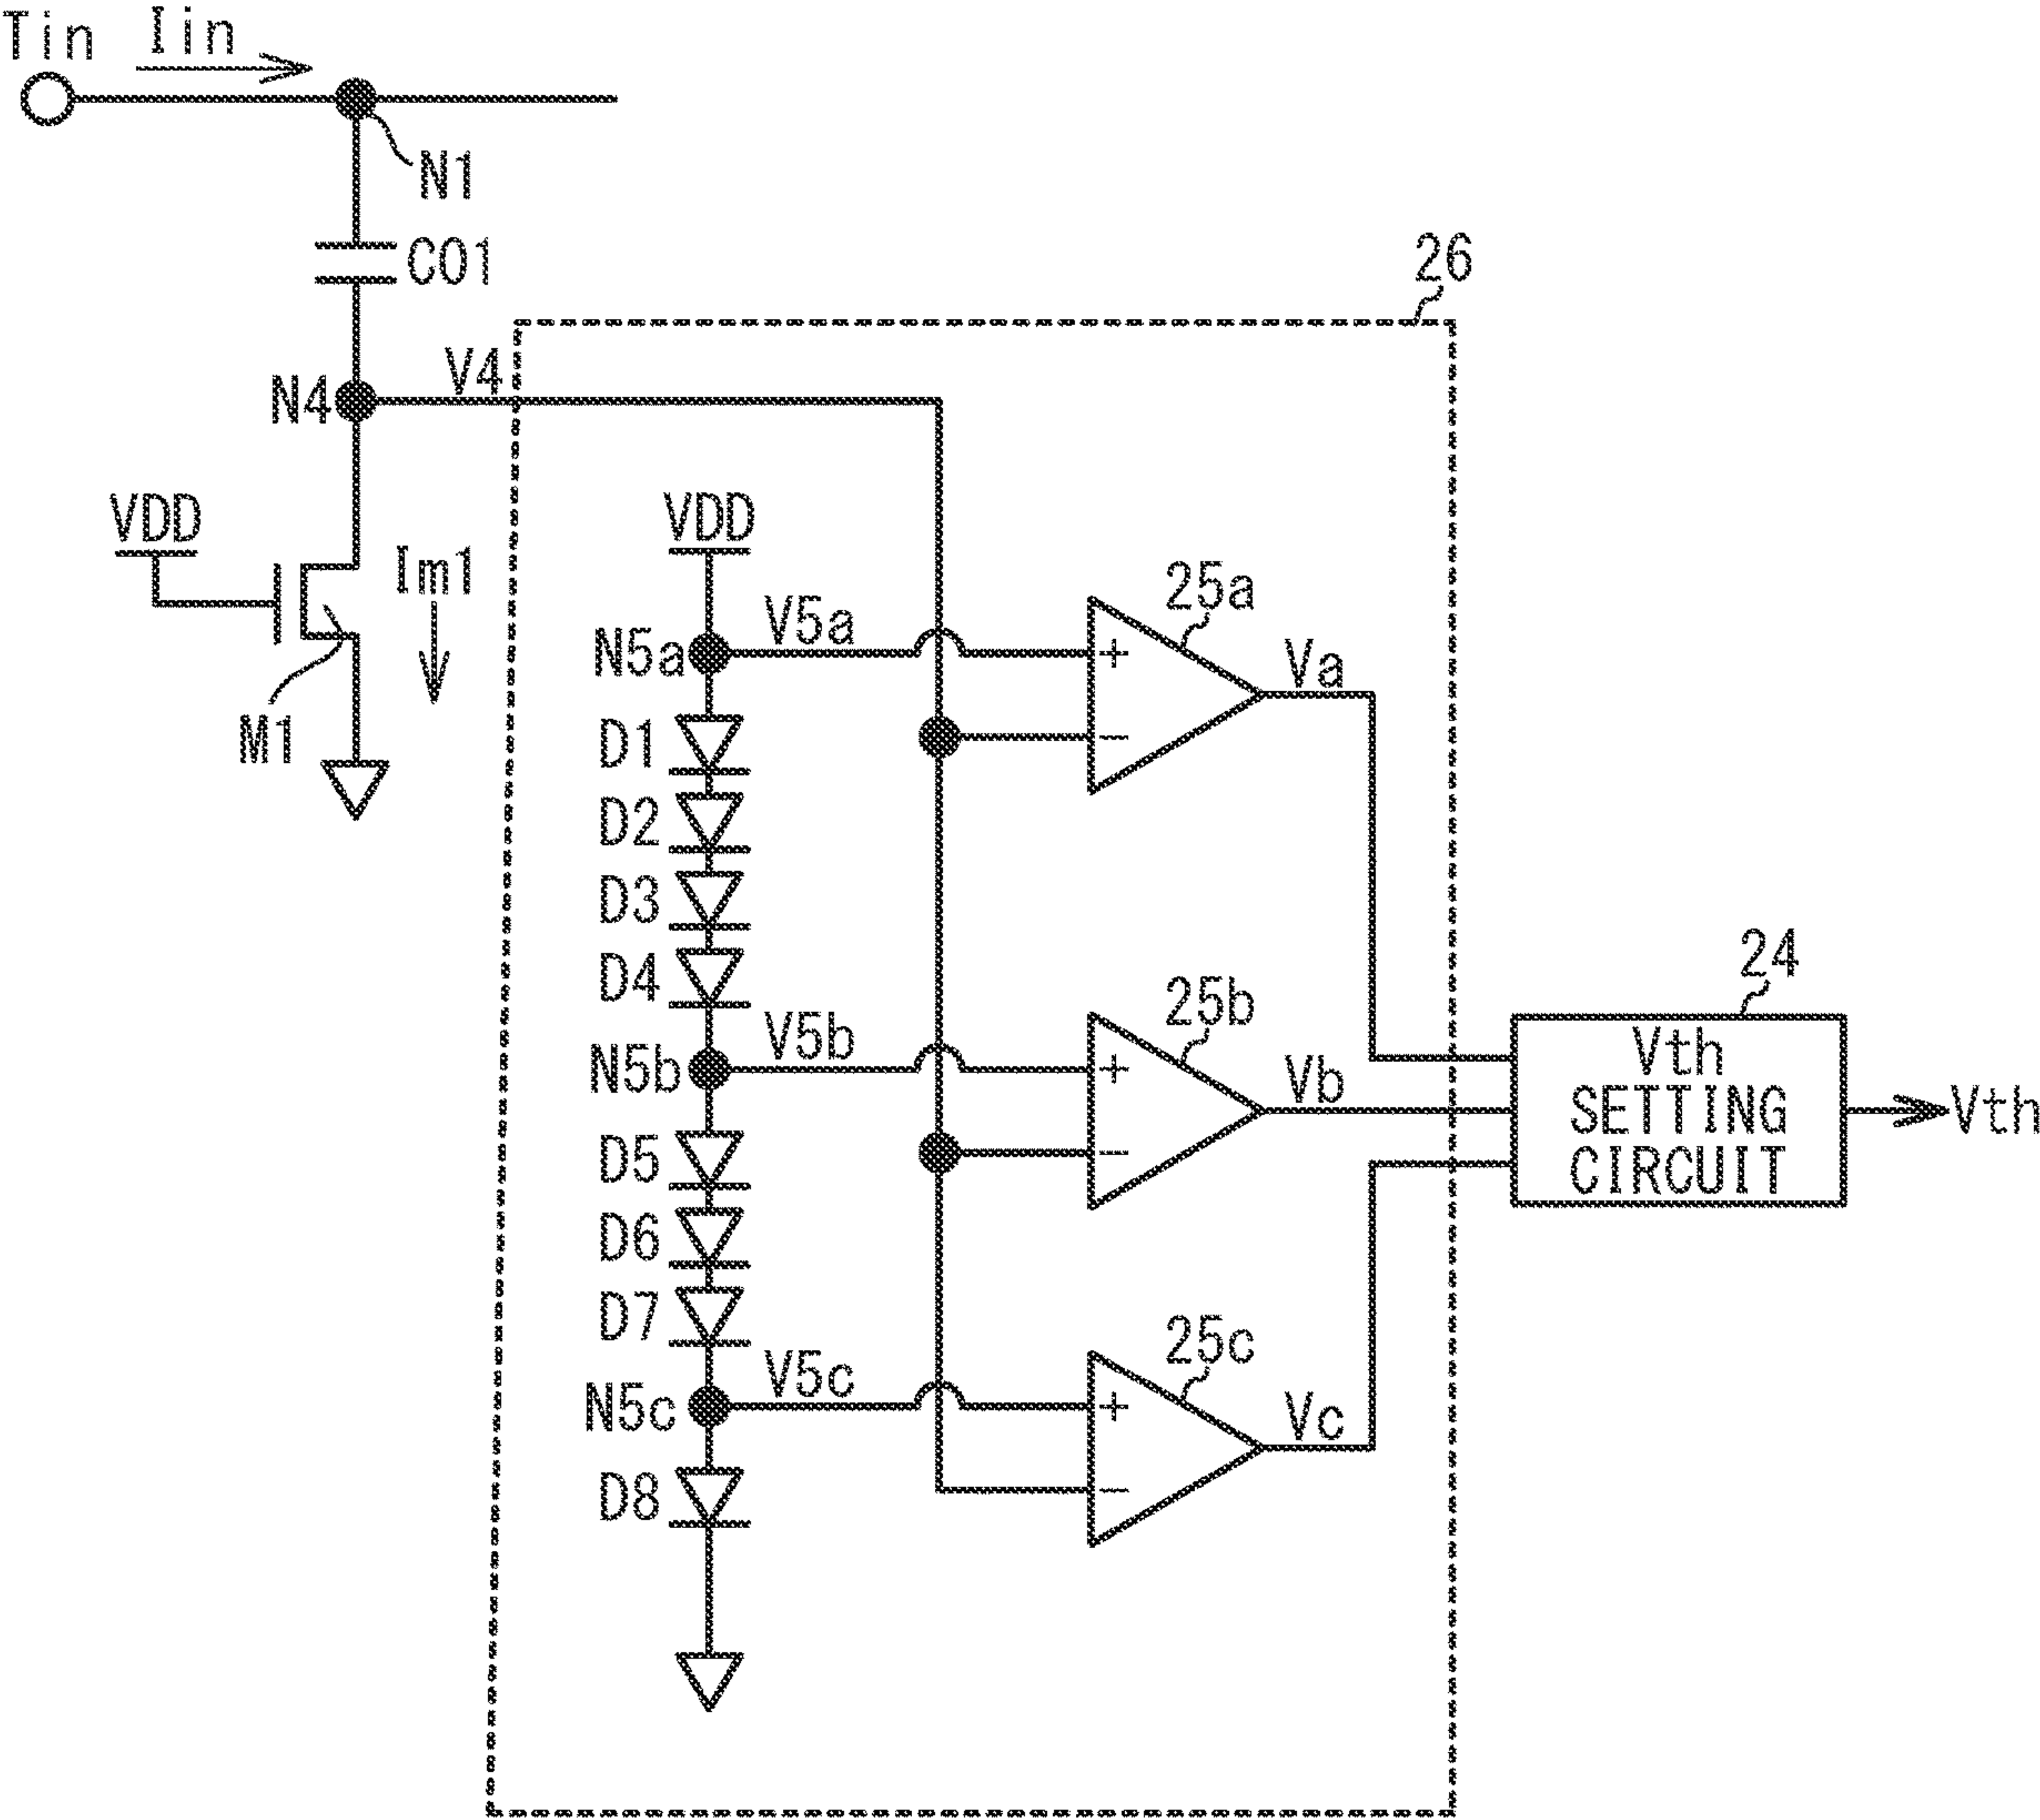 Tin
Iin
N1
C01
26
V4
N4
VDD
VDD
Im1
M1
25a
V5a
N5a
+
−
Va
D1
D2
D3
D4
24
25b
V5b
N5b
+
−
Vb
Vth
SETTING
CIRCUIT
Vth
D5
D6
D7
25c
V5c
N5c
+
−
Vc
D8